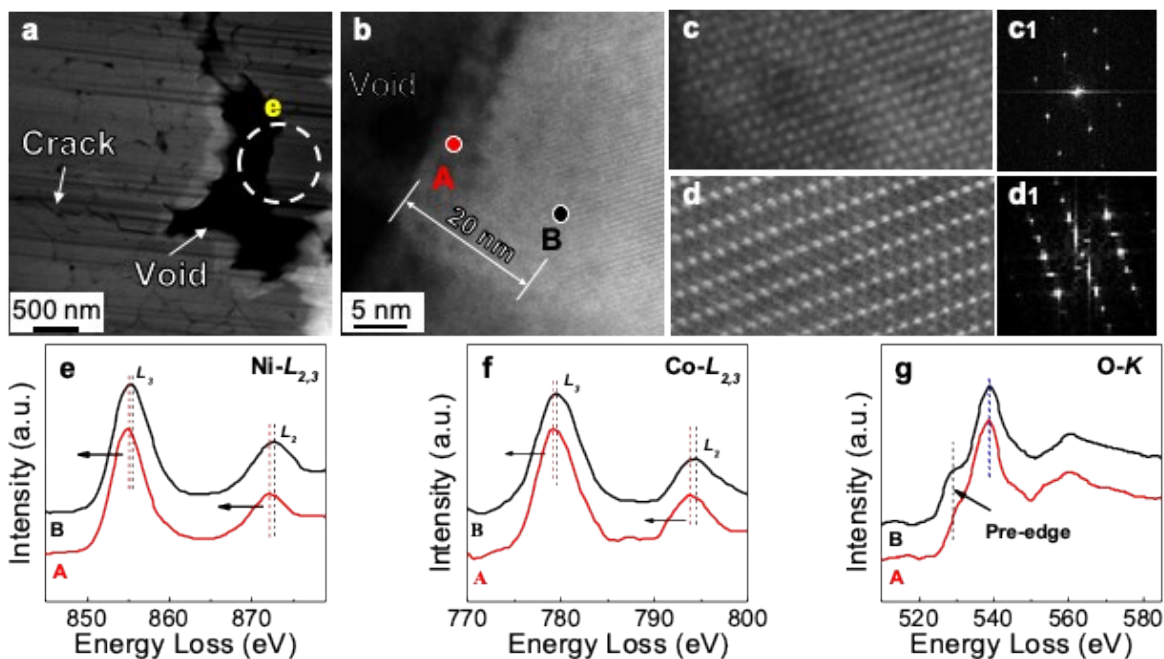 a
e
Crack
Void
500 nm
b
Void
A
20 nm
B
5 nm
c
c1
d
d1
e
Ni-L2,3
L3
L2
B
A
Intensity (a.u.)
850 860 870
Energy Loss (eV)
f
Co-L2,3
L3
L2
B
A
Intensity (a.u.)
770 780 790 800
Energy Loss (eV)
g
O-K
Pre-edge
B
A
Intensity (a.u.)
520 540 560 580
Energy Loss (eV)